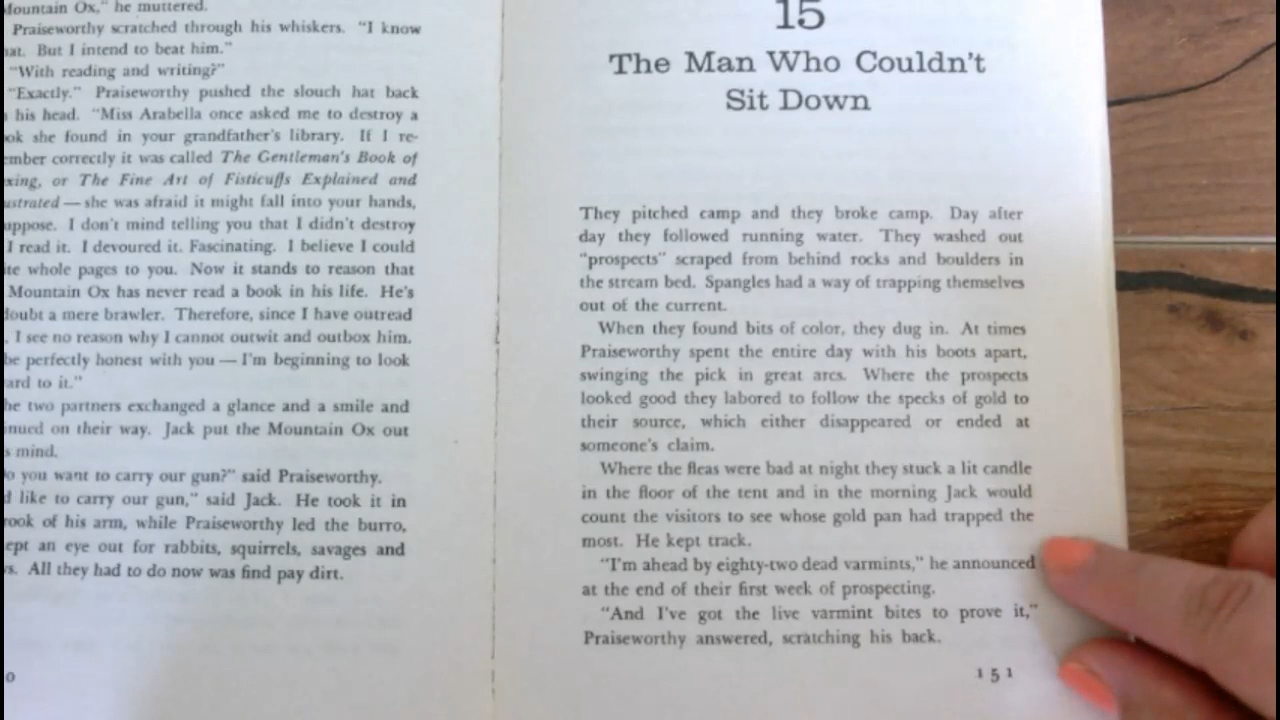 Mountain Ox," he muttered.
Praiseworthy scratched through his whiskers. "I know
at. But I intend to beat him."
"With reading and writing?"
"Exactly." Praiseworthy pushed the slouch hat back
his head. "Miss Arabella once asked me to destroy a
ok she found in your grandfather's library. If I re-
ember correctly it was called The Gentleman's Book of
xing, or The Fine Art of Fisticuffs Explained and
ustrated — she was afraid it might fall into your hands,
uppose. I don't mind telling you that I didn't destroy
I read it. I devoured it. Fascinating. I believe I could
ite whole pages to you. Now it stands to reason that
Mountain Ox has never read a book in his life. He's
doubt a mere brawler. Therefore, since I have outread
. I see no reason why I cannot outwit and outbox him.
be perfectly honest with you — I'm beginning to look
ard to it."
he two partners exchanged a glance and a smile and
inued on their way. Jack put the Mountain Ox out
s mind.
o you want to carry our gun?" said Praiseworthy.
d like to carry our gun," said Jack. He took it in
rook of his arm, while Praiseworthy led the burro,
ept an eye out for rabbits, squirrels, savages and
s. All they had to do now was find pay dirt.
0
15
The Man Who Couldn't
Sit Down
They pitched camp and they broke camp. Day after
day they followed running water. They washed out
"prospects" scraped from behind rocks and boulders in
the stream bed. Spangles had a way of trapping themselves
out of the current.
When they found bits of color, they dug in. At times
Praiseworthy spent the entire day with his boots apart,
swinging the pick in great arcs. Where the prospects
looked good they labored to follow the specks of gold to
their source, which either disappeared or ended at
someone's claim.
Where the fleas were bad at night they stuck a lit candle
in the floor of the tent and in the morning Jack would
count the visitors to see whose gold pan had trapped the
most. He kept track.
"I'm ahead by eighty-two dead varmints," he announced
at the end of their first week of prospecting.
"And I've got the live varmint bites to prove it,"
Praiseworthy answered, scratching his back.
151